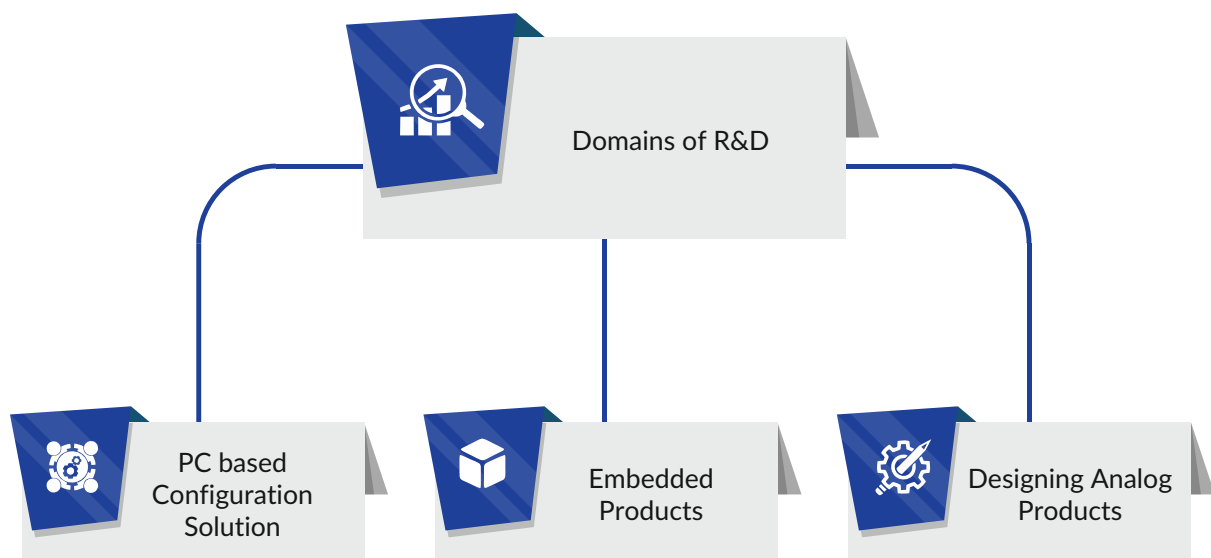 Domains of R&D
PC based
Configuration
Solution
Embedded
Products
Designing Analog
Products